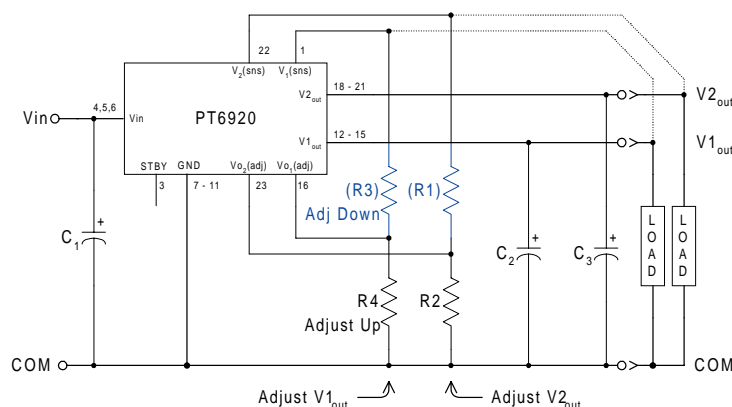 22
1
V2(sns)
V1(sns)
18 - 21
V2out
V2out
4,5,6
Vin
Vin
PT6920
12 - 15
V1out
V1out
STBY
GND
Vo2(adj)
Vo1(adj)
3
7 - 11
23
16
(R3)
(R1)
Adj Down
+
C1
+
C2
+
C3
LOAD
LOAD
R4
R2
Adjust Up
COM
COM
Adjust V1out
Adjust V2out